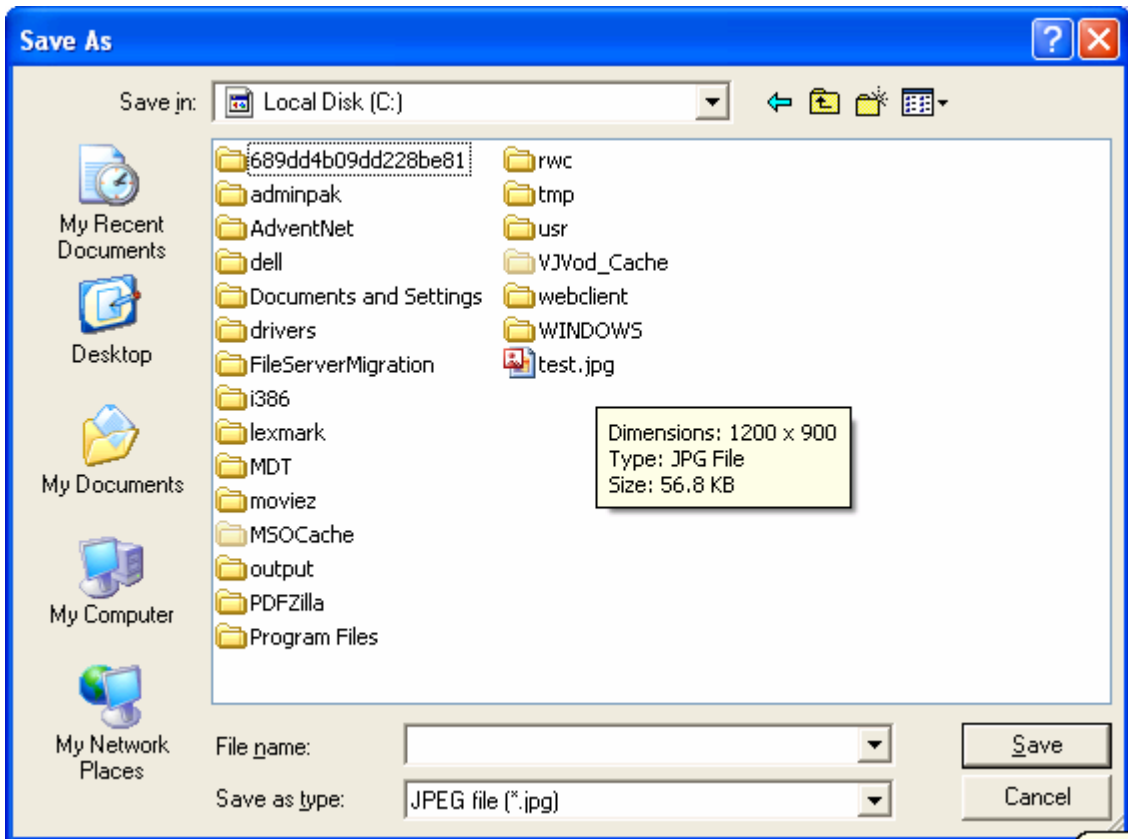 Save As
Save in:
Local Disk (C:)
My Recent
Documents
Desktop
My Documents
My Computer
My Network
Places
689dd4b09dd228be81
adminpak
AdventNet
dell
Documents and Settings
drivers
FileServerMigration
i386
lexmark
MDT
moviez
MSOCache
output
PDFZilla
Program Files
rwc
tmp
usr
VJVod_Cache
webclient
WINDOWS
test.jpg
Dimensions: 1200 x 900
Type: JPG File
Size: 56.8 KB
File name:
Save
Save as type:
JPEG file (*.jpg)
Cancel